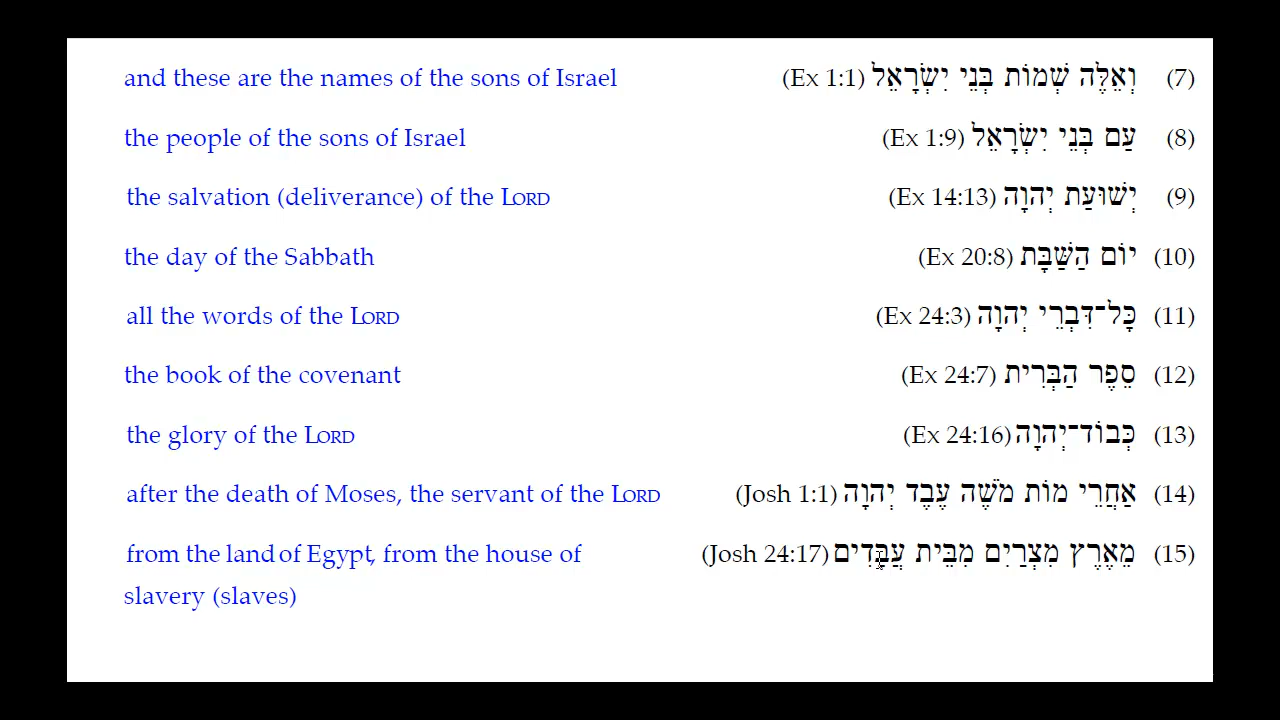 and these are the names of the sons of Israel (Ex 1:1) וְאֵלֶּה שְׁמוֹת בְּנֵי יִשְׂרָאֵל (7)
the people of the sons of Israel (Ex 1:9) עַם בְּנֵי יִשְׂרָאֵל (8)
the salvation (deliverance) of the LORD (Ex 14:13) יְשׁוּעַת יְהוָה (9)
the day of the Sabbath (Ex 20:8) יוֹם הַשַּׁבָּת (10)
all the words of the LORD (Ex 24:3) כָּל־דִּבְרֵי יְהוָה (11)
the book of the covenant (Ex 24:7) סֵפֶר הַבְּרִית (12)
the glory of the LORD (Ex 24:16) כְּבוֹד־יְהוָה (13)
after the death of Moses, the servant of the LORD (Josh 1:1) אַחֲרֵי מוֹת מֹשֶׁה עֶבֶד יְהוָה (14)
from the land of Egypt, from the house of (Josh 24:17) מֵאֶרֶץ מִצְרַיִם מִבֵּית עֲבָדִים (15)
slavery (slaves)